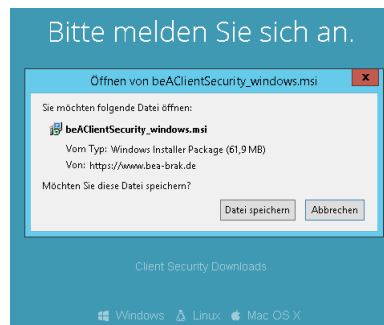 Bitte melden Sie sich an.
Öffnen von beAClientSecurity_windows.msi
x
Sie möchten folgende Datei öffnen:
beAClientSecurity_windows.msi
Vom Typ: Windows Installer Package (61,9 MB)
Von: https://www.bea-brak.de
Möchten Sie diese Datei speichern?
Datei speichern Abbrechen
Client Security Downloads
Windows Linux Mac OS X